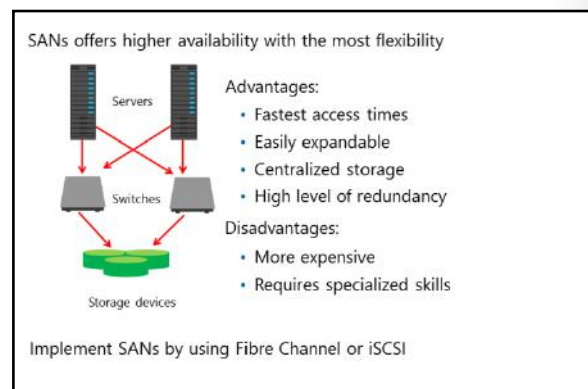 SANs offers higher availability with the most flexibility
Servers
Switches
Storage devices
Advantages:
• Fastest access times
• Easily expandable
• Centralized storage
• High level of redundancy
Disadvantages:
• More expensive
• Requires specialized skills
Implement SANs by using Fibre Channel or iSCSI